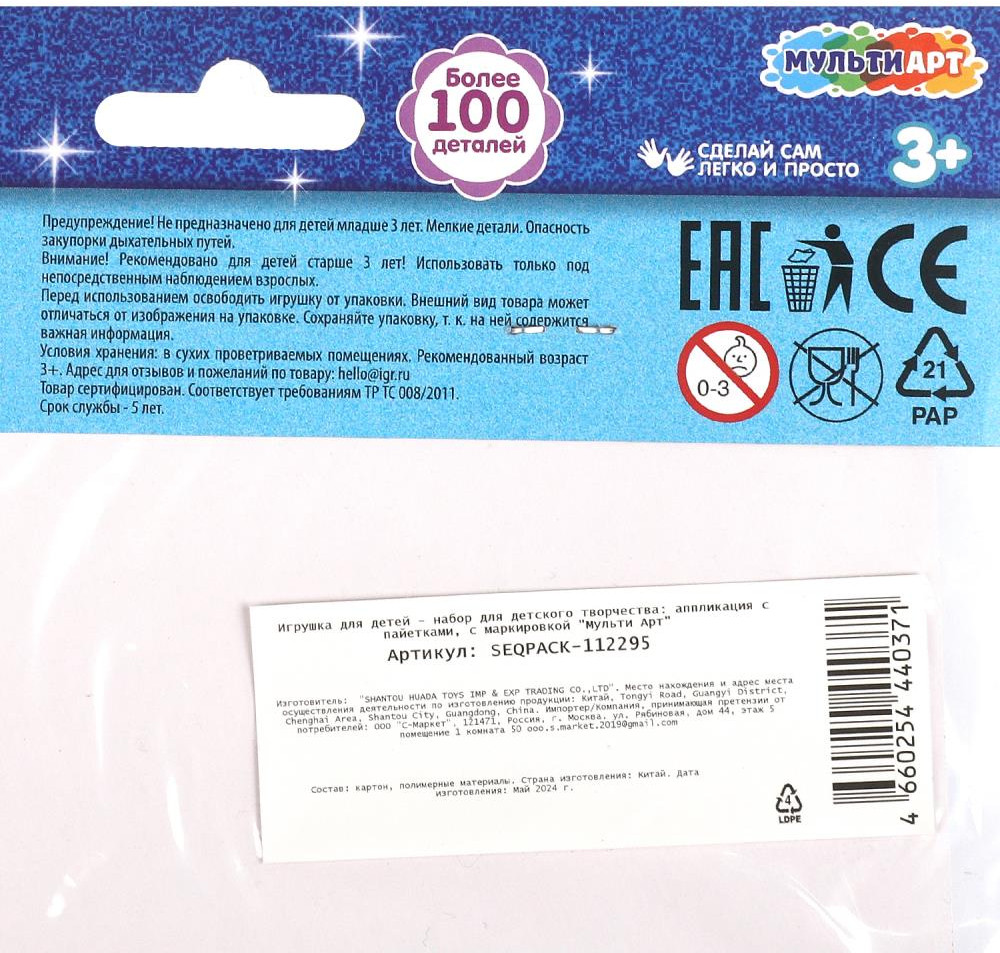 Более
100
деталей
МУЛЬТИАРТ
СДЕЛАЙ САМ
ЛЕГКО И ПРОСТО
3+
Предупреждение! Не предназначено для детей младше 3 лет. Мелкие детали. Опасность
закупорки дыхательных путей.
Внимание! Рекомендовано для детей старше 3 лет! Использовать только под
непосредственным наблюдением взрослых.
Перед использованием освободить игрушку от упаковки. Внешний вид товара может
отличаться от изображения на упаковке. Сохраняйте упаковку, т. к. на ней содержится
важная информация.
Условия хранения: в сухих проветриваемых помещениях. Рекомендованный возраст
3+. Адрес для отзывов и пожеланий по товару: hello@igr.ru
Товар сертифицирован. Соответствует требованиям ТР ТС 008/2011.
Срок службы - 5 лет.
EAC
CE
0-3
21
PAP
Игрушка для детей - набор для детского творчества: аппликация с
пайетками, с маркировкой "Мульти Арт"
Артикул: SEQPACK-112295
Изготовитель: "SHANTOU HUADA TOYS IMP & EXP TRADING CO.,LTD". Место нахождения и адрес места
осуществления деятельности по изготовлению продукции: Китай, Tongyi Road, Guangyi District,
Chenghai Area, Shantou City, Guangdong, China. Импортер/Компания, принимающая претензии от
потребителей: ООО "С-Маркет", 121471, Россия, г. Москва, ул. Рябиновая, дом 44, этаж 5
помещение 1 комната 50 ooo.s.market.2019@gmail.com
Состав: картон, полимерные материалы. Страна изготовления: Китай. Дата
изготовления: Май 2024 г.
4
LDPE
4 660254 440371